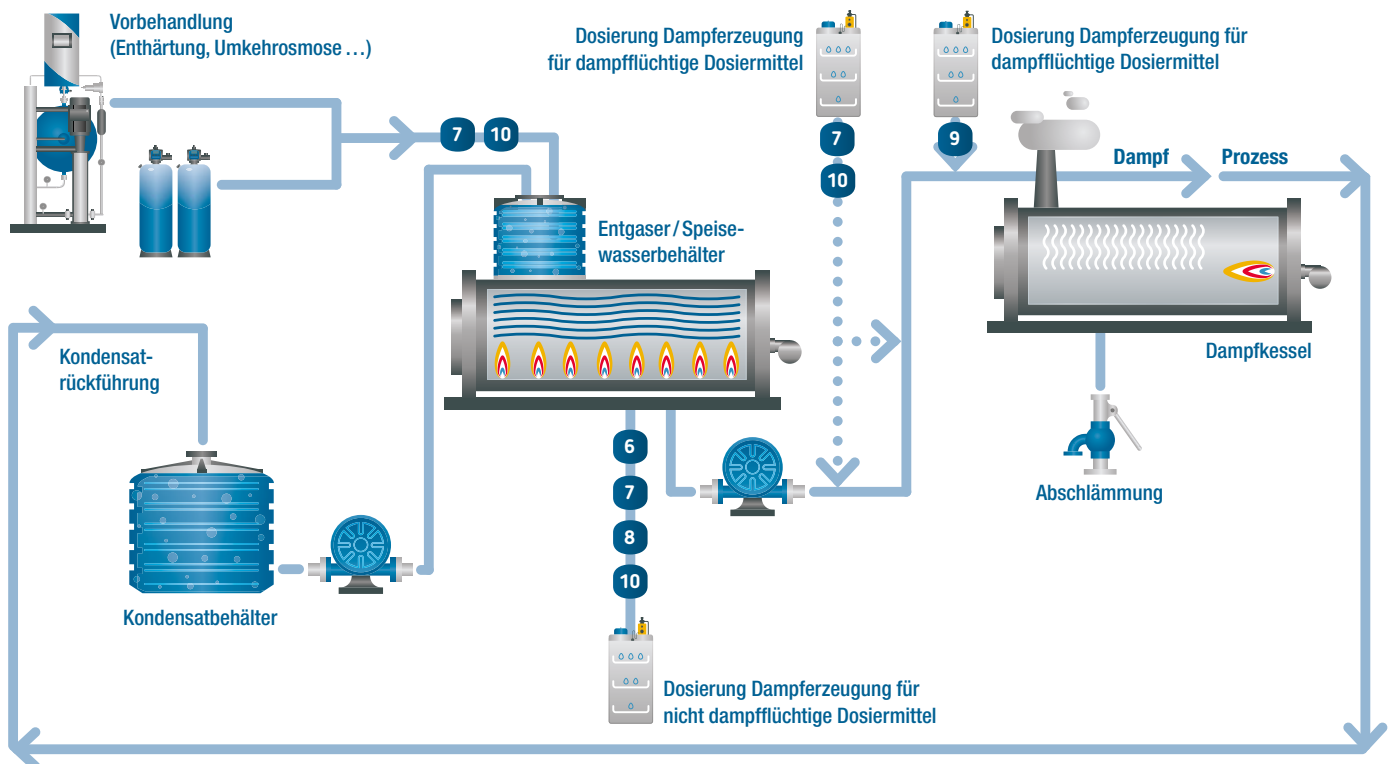 Vorbehandlung
(Enthärtung, Umkehrosmose …)
Dosierung Dampferzeugung
für dampfflüchtige Dosiermittel
Dosierung Dampferzeugung für
dampfflüchtige Dosiermittel
7 10
7
10
9
Dampf
Prozess
Entgaser / Speise-
wasserbehälter
Kondensat-
rückführung
Dampfkessel
6
7
8
10
Abschlämmung
Kondensatbehälter
Dosierung Dampferzeugung für
nicht dampfflüchtige Dosiermittel